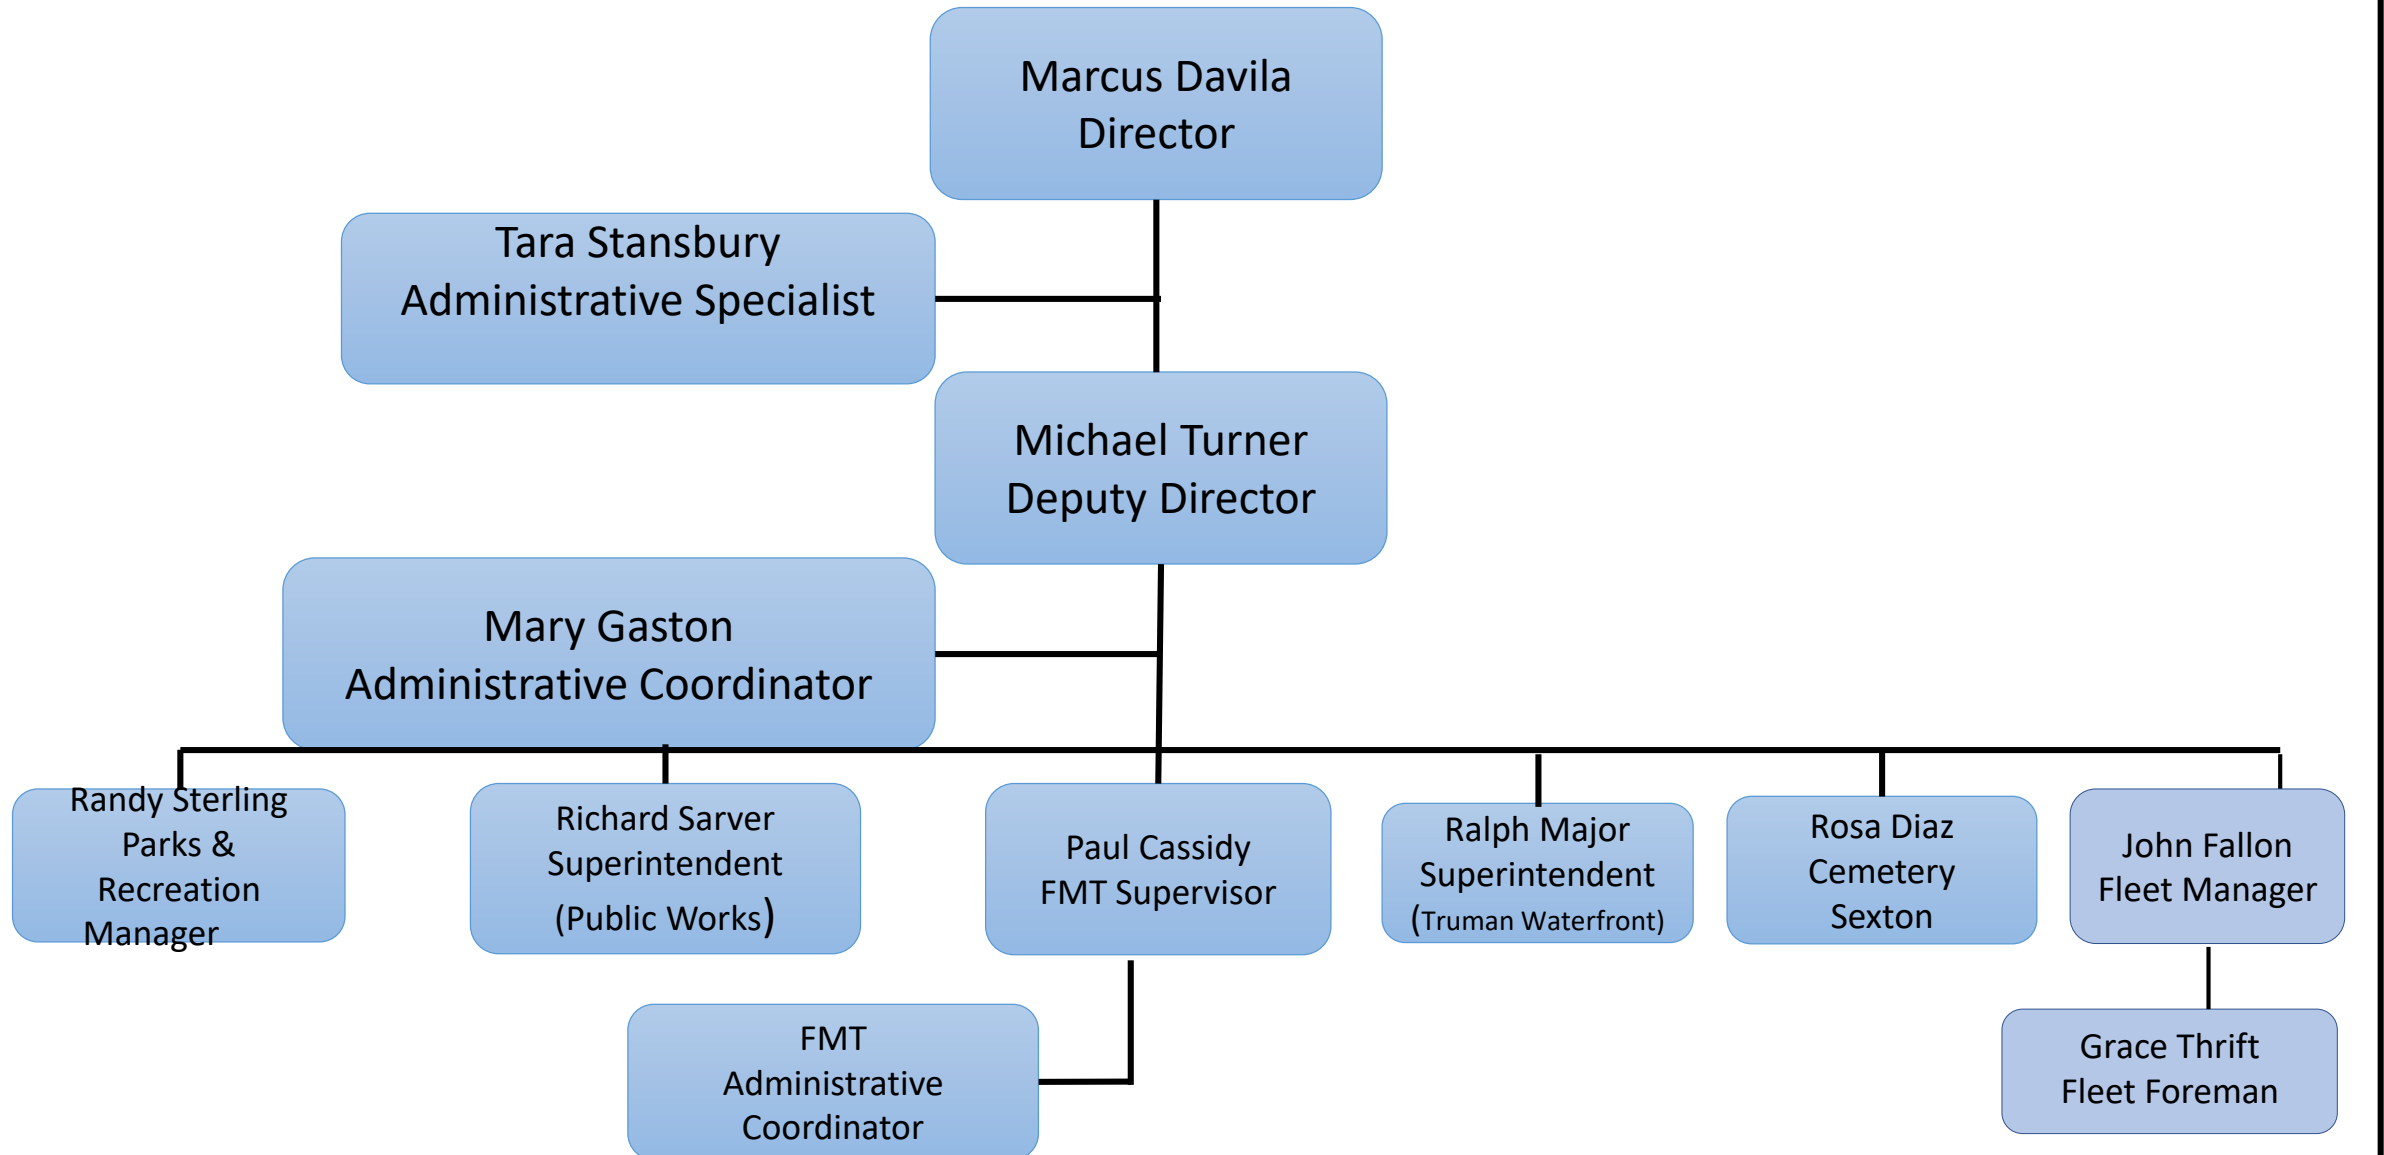 Marcus Davila
Director
Tara Stansbury
Administrative Specialist
Michael Turner
Deputy Director
Mary Gaston
Administrative Coordinator
Randy Sterling
Parks &
Recreation
Manager
Richard Sarver
Superintendent
(Public Works)
Paul Cassidy
FMT Supervisor
Ralph Major
Superintendent
(Truman Waterfront)
Rosa Diaz
Cemetery
Sexton
John Fallon
Fleet Manager
FMT
Administrative
Coordinator
Grace Thrift
Fleet Foreman